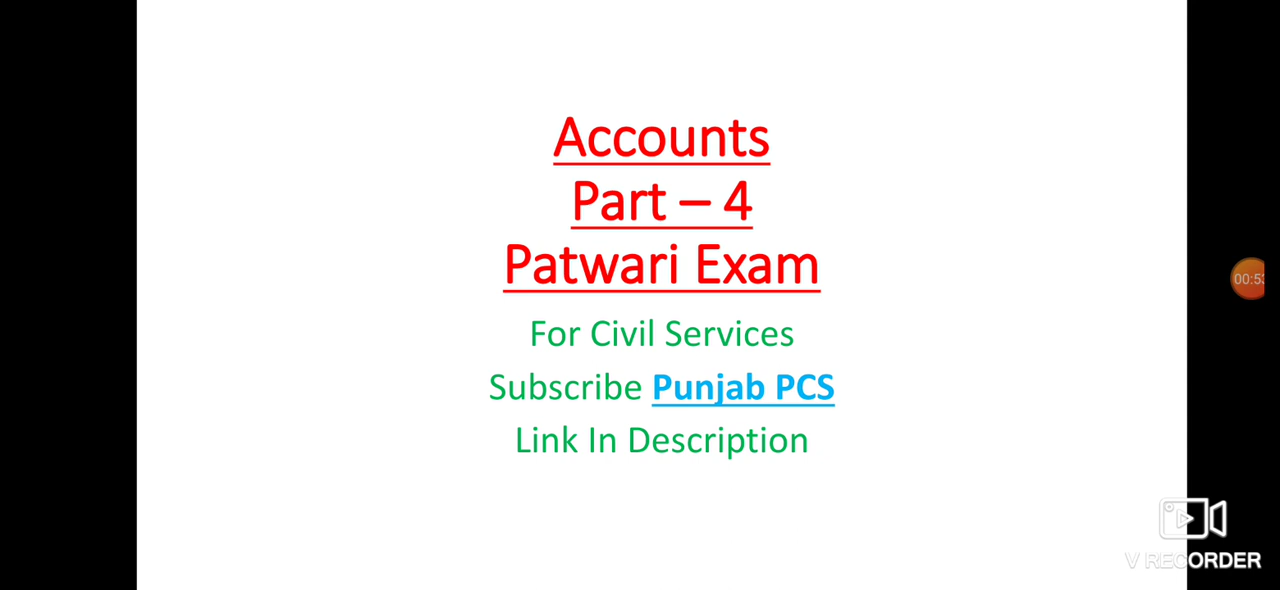 Accounts
Part – 4
Patwari Exam
For Civil Services
Subscribe Punjab PCS
Link In Description
00:53
V RECORDER